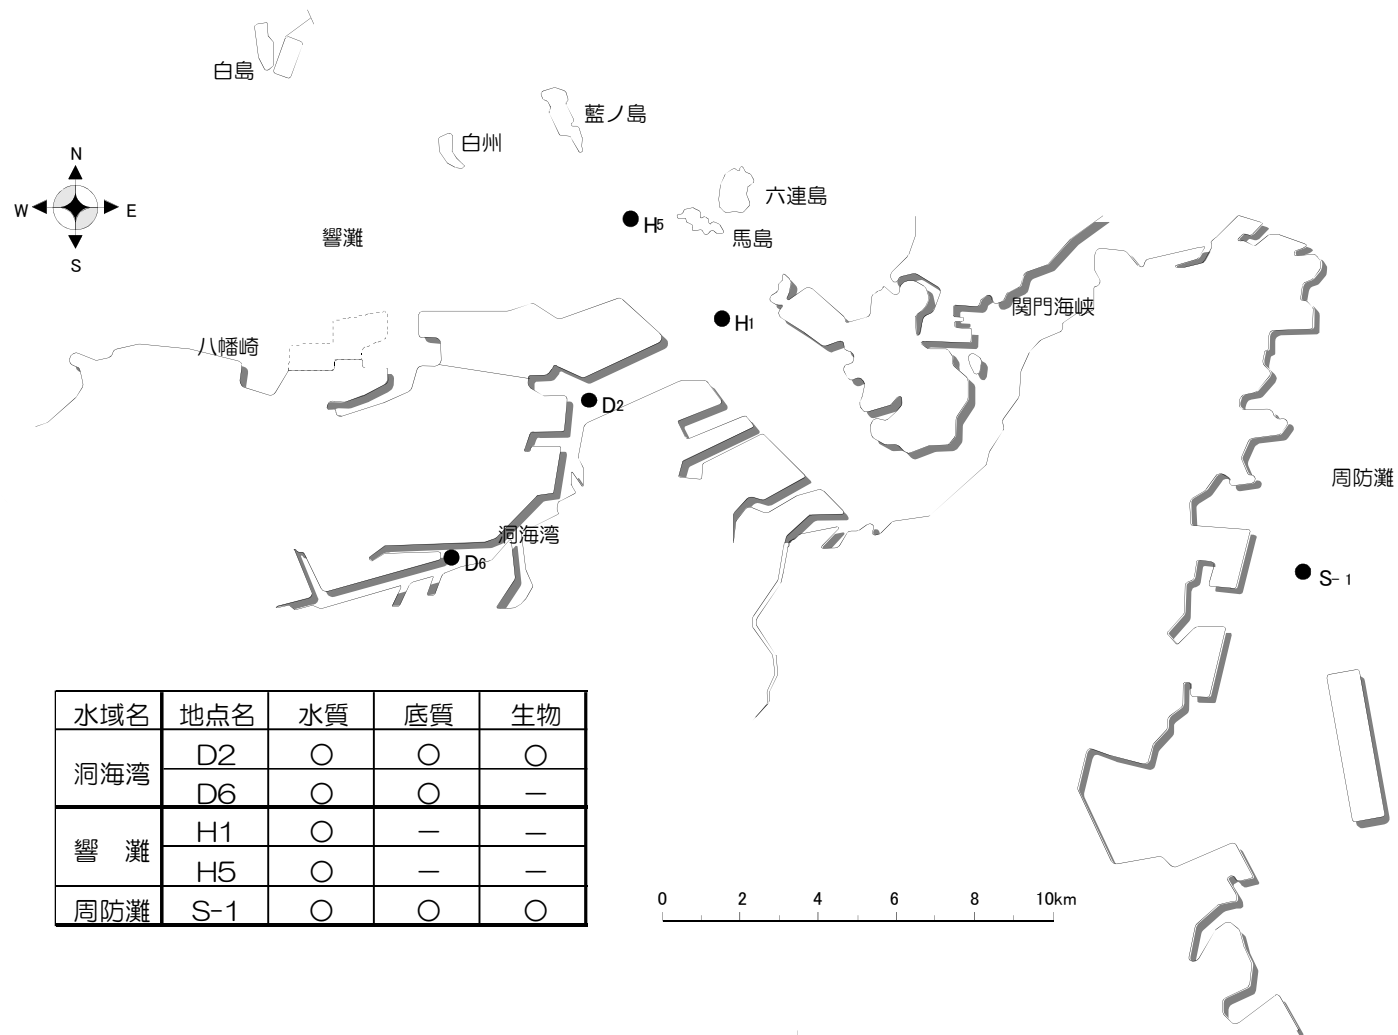 白島
藍ノ島
白州
N
W E
S
六連島
H5
馬島
響灘
関門海峡
H1
八幡崎
D2
周防灘
洞海湾
D6
S-1
水域名 地点名 水質 底質 生物
洞海湾 D2 ○ ○ ○
D6 ○ ○ －
響 灘 H1 ○ － －
H5 ○ － －
周防灘 S-1 ○ ○ ○
0 2 4 6 8 10km